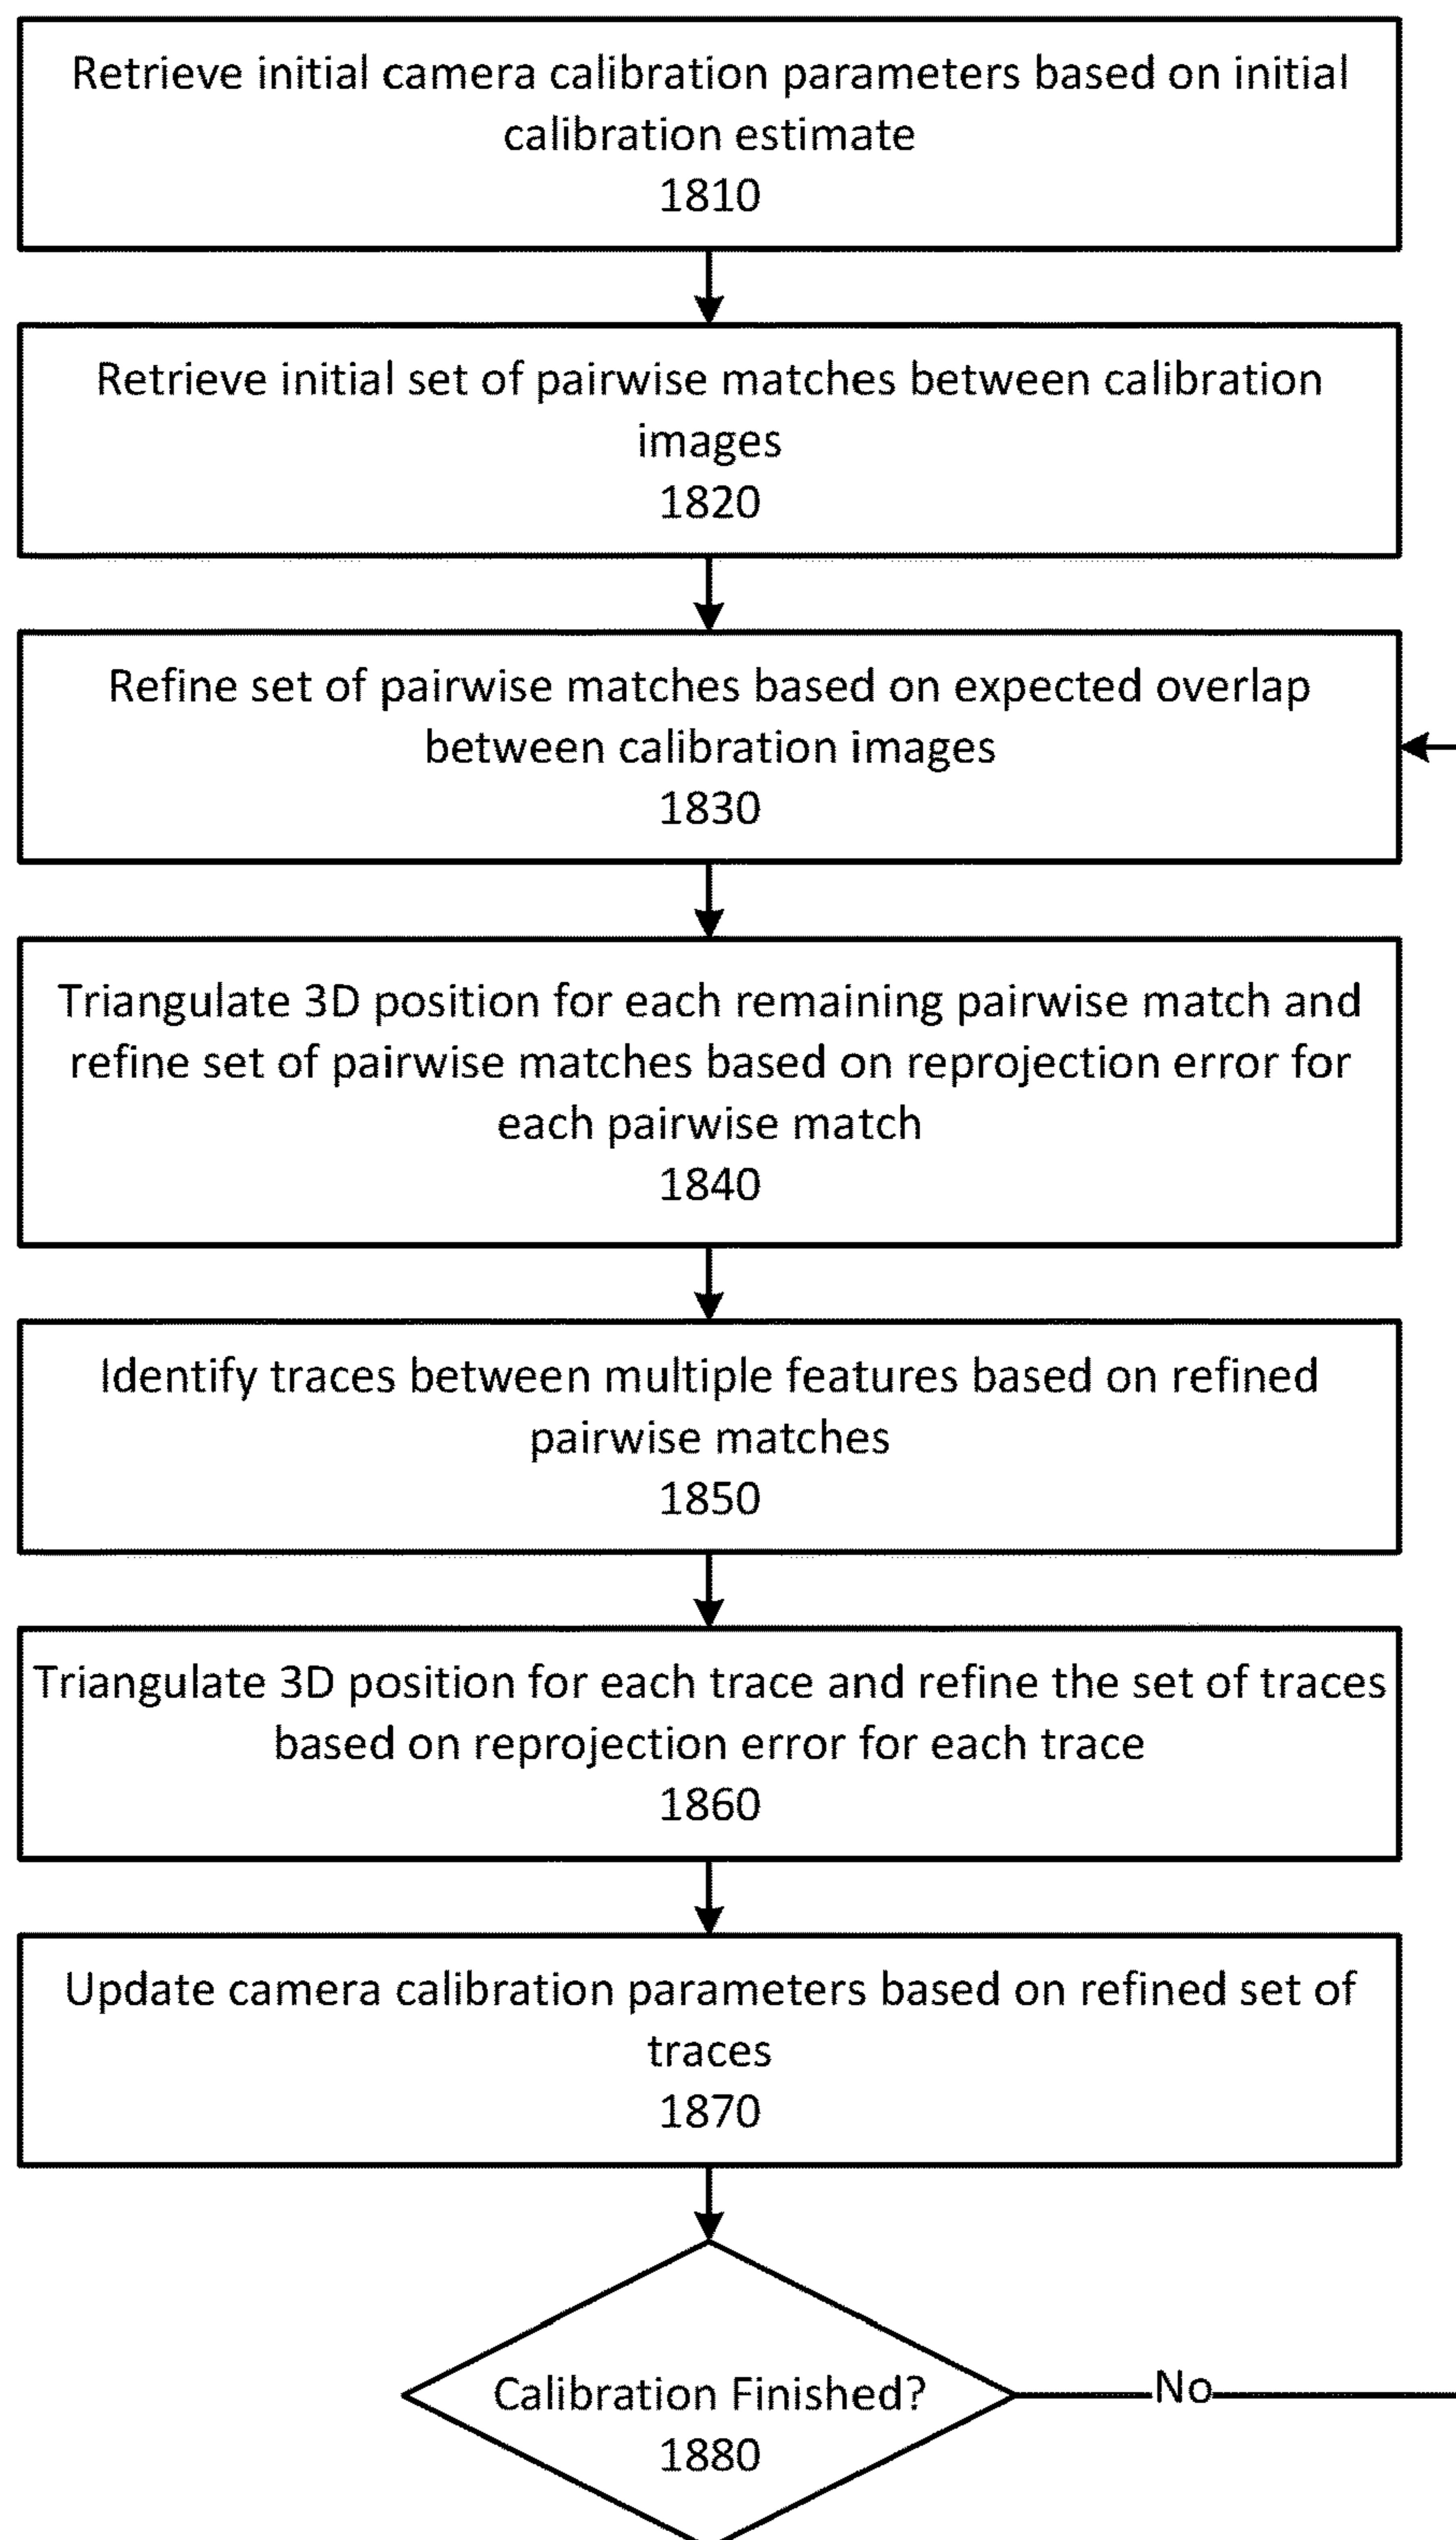 Retrieve initial camera calibration parameters based on initial
calibration estimate
1810
Retrieve initial set of pairwise matches between calibration
images
1820
Refine set of pairwise matches based on expected overlap
between calibration images
1830
Triangulate 3D position for each remaining pairwise match and
refine set of pairwise matches based on reprojection error for
each pairwise match
1840
Identify traces between multiple features based on refined
pairwise matches
1850
Triangulate 3D position for each trace and refine the set of traces
based on reprojection error for each trace
1860
Update camera calibration parameters based on refined set of
traces
1870
Calibration Finished?
1880
No